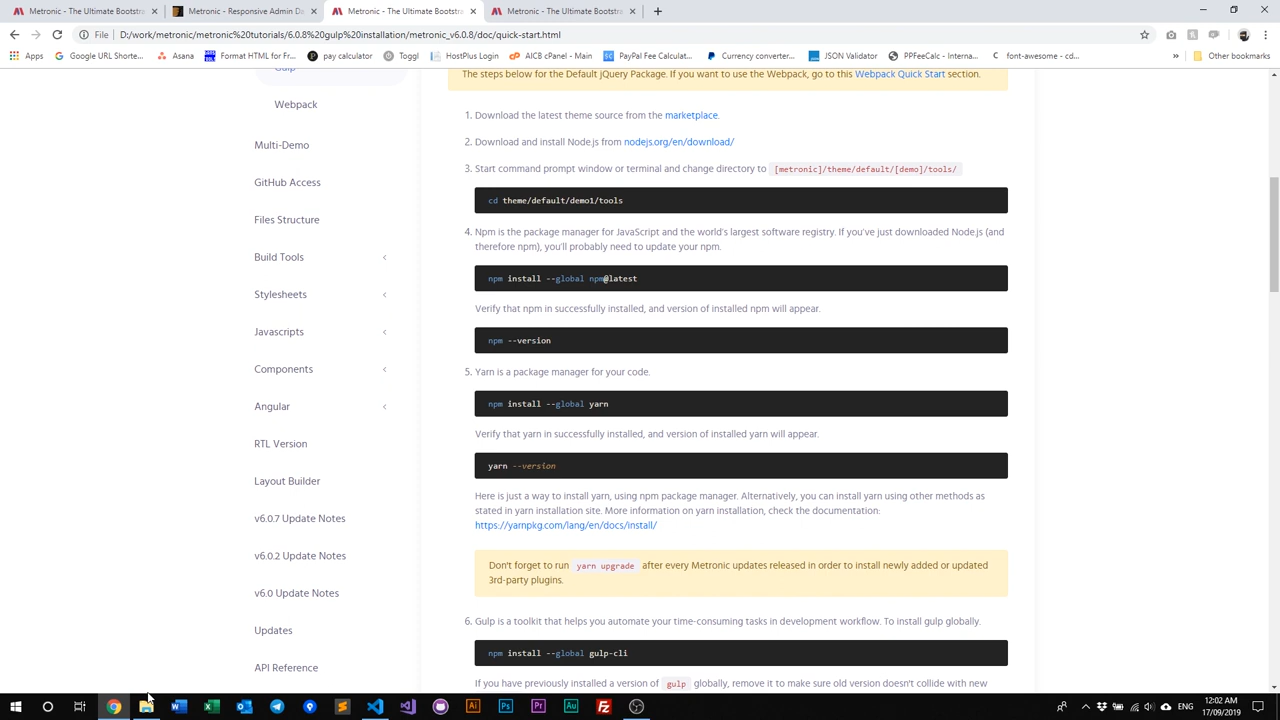 Metronic - The Ultimate Bootstr
Metronic - Responsive Admin Da
Metronic - The Ultimate Bootstr
Metronic - The Ultimate Bootstr
File | D:/work/metronic/metronic%20tutorials/6.0.8%20gulp%20installation/metronic_v6.0.8/doc/quick-start.html
Apps
Google URL Shorte...
Asana
Format HTML for Fr...
pay calculator
Toggl
HostPlus Login
AICB cPanel - Main
PayPal Fee Calculat...
Currency converter...
JSON Validator
PPFeeCalc - Interna...
font-awesome - cd...
»
Other bookmarks
Gulp
Webpack
Multi-Demo
GitHub Access
Files Structure
Build Tools
Stylesheets
Javascripts
Components
Angular
RTL Version
Layout Builder
v6.0.7 Update Notes
v6.0.2 Update Notes
v6.0 Update Notes
Updates
API Reference
The steps below for the Default jQuery Package. If you want to use the Webpack, go to this Webpack Quick Start section.
1. Download the latest theme source from the marketplace.
2. Download and install Node.js from nodejs.org/en/download/
3. Start command prompt window or terminal and change directory to [metronic]/theme/default/[demo]/tools/
cd theme/default/demo1/tools
4. Npm is the package manager for JavaScript and the world's largest software registry. If you've just downloaded Node.js (and
therefore npm), you'll probably need to update your npm.
npm install --global npm@latest
Verify that npm in successfully installed, and version of installed npm will appear.
npm --version
5. Yarn is a package manager for your code.
npm install --global yarn
Verify that yarn in successfully installed, and version of installed yarn will appear.
yarn --version
Here is just a way to install yarn, using npm package manager. Alternatively, you can install yarn using other methods as
stated in yarn installation site. More information on yarn installation, check the documentation:
https://yarnpkg.com/lang/en/docs/install/
Don't forget to run yarn upgrade after every Metronic updates released in order to install newly added or updated
3rd-party plugins.
6. Gulp is a toolkit that helps you automate your time-consuming tasks in development workflow. To install gulp globally.
npm install --global gulp-cli
If you have previously installed a version of gulp globally, remove it to make sure old version doesn't collide with new
ENG
12:02 AM
17/09/2019